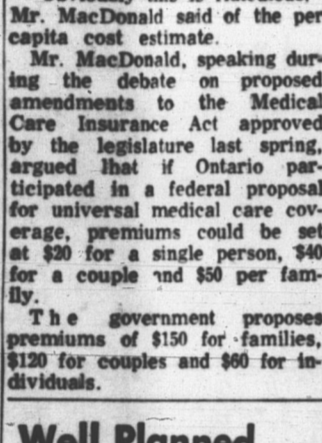 Mr. MacDonald said of the per
capita cost estimate.
Mr. MacDonald, speaking dur-
ing the debate on proposed
amendments to the Medical
Care Insurance Act approved
by the legislature last spring,
argued lhat if Ontario par-
ticipated in a federal proposal
for universal medical care cov-
erage, premiums could be set
at $20 for a single person, $40
for a couple and $50 per fam-
ily.
The government proposes
premiums of $150 for families,
$120 for couples and $60 for in-
dividuals.
Well Planned